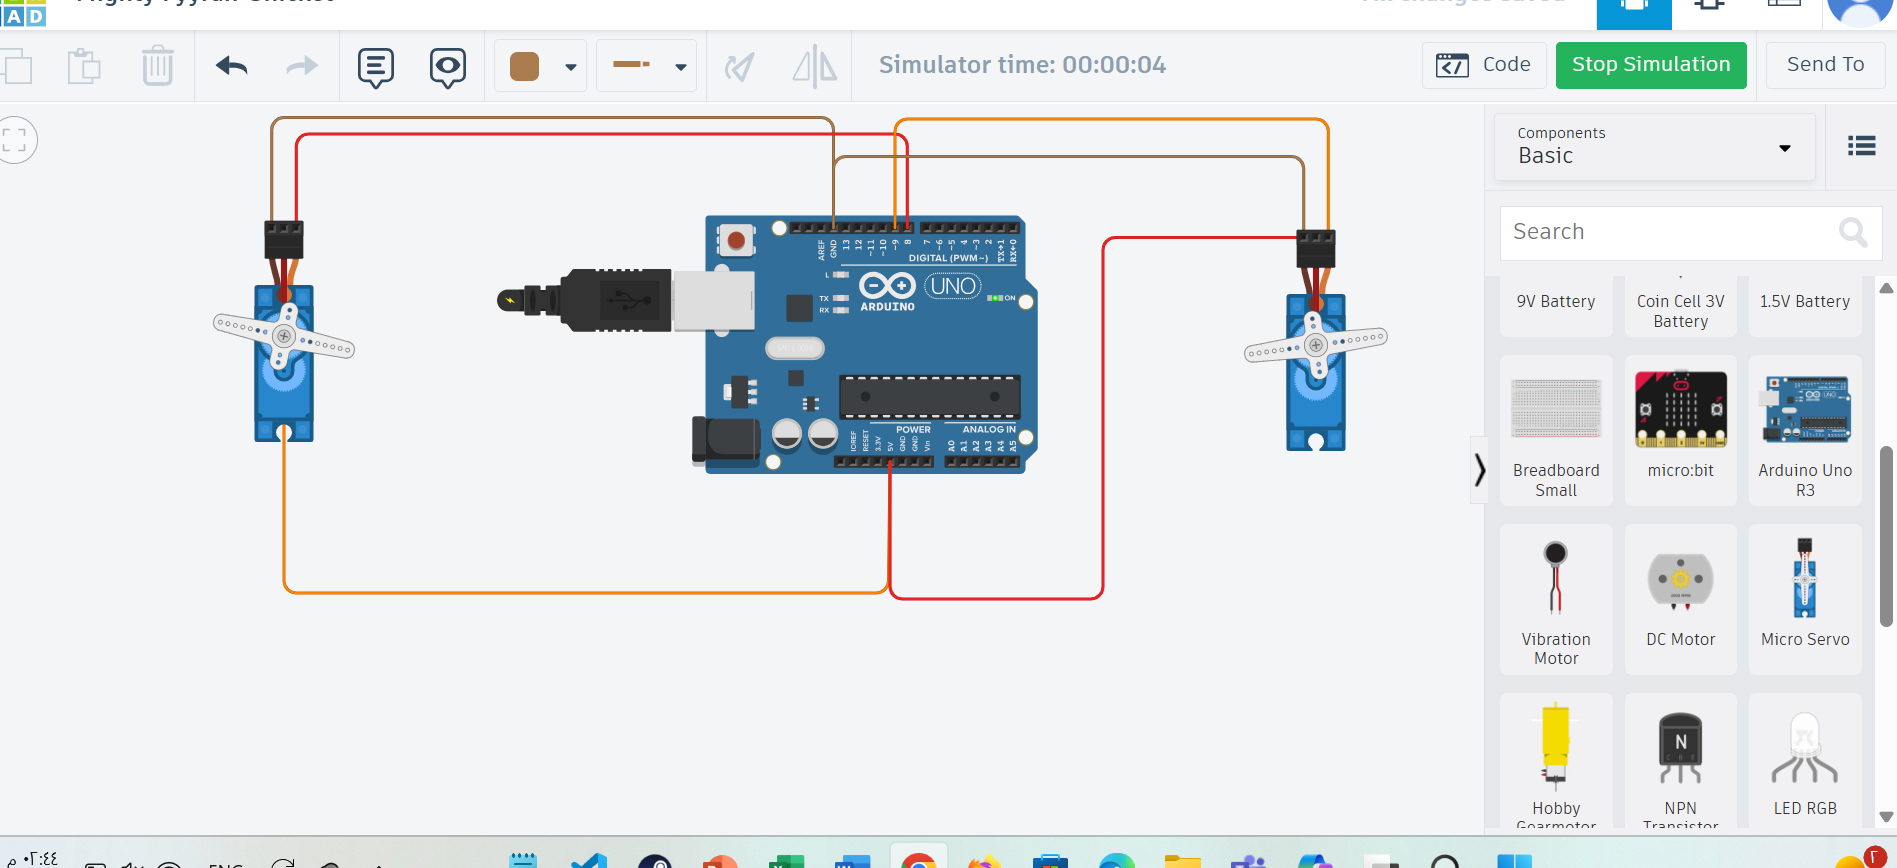 A D
Simulator time: 00:00:04
Code
Stop Simulation
Send To
Components
Basic
Search
9V Battery
Coin Cell 3V
Battery
1.5V Battery
Breadboard
Small
micro:bit
Arduino Uno
R3
Vibration
Motor
DC Motor
Micro Servo
Hobby
Gearmotor
NPN
Transistor
LED RGB
N
AREF
GND
13
12
~11
~10
~9
8
7
~6
~5
4
~3
2
TX→1
RX←0
DIGITAL (PWM~)
L
TX
RX
ARDUINO
UNO
ON
POWER
ANALOG IN
IOREF
RESET
3.3V
5V
GND
GND
Vin
A0
A1
A2
A3
A4
A5
٠٢:٤٤ م
ENG
٢